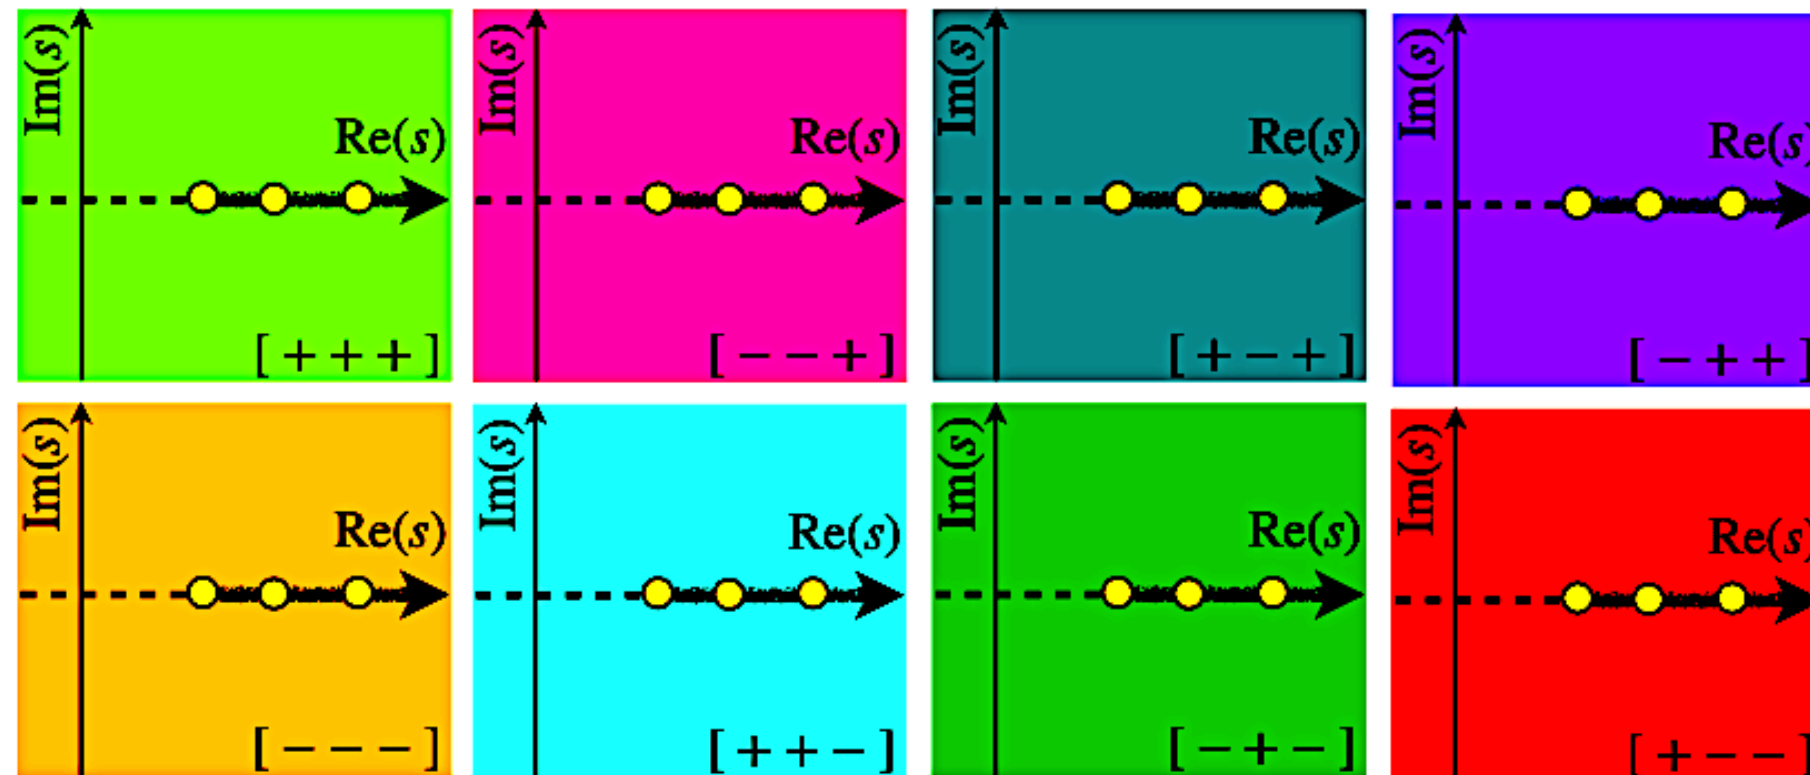 Im(s)
Re(s)
[ + + + ]
Im(s)
Re(s)
[ − − + ]
Im(s)
Re(s)
[ + − + ]
Im(s)
Re(s)
[ − + + ]
Im(s)
Re(s)
[ − − − ]
Im(s)
Re(s)
[ + + − ]
Im(s)
Re(s)
[ − + − ]
Im(s)
Re(s)
[ + − − ]